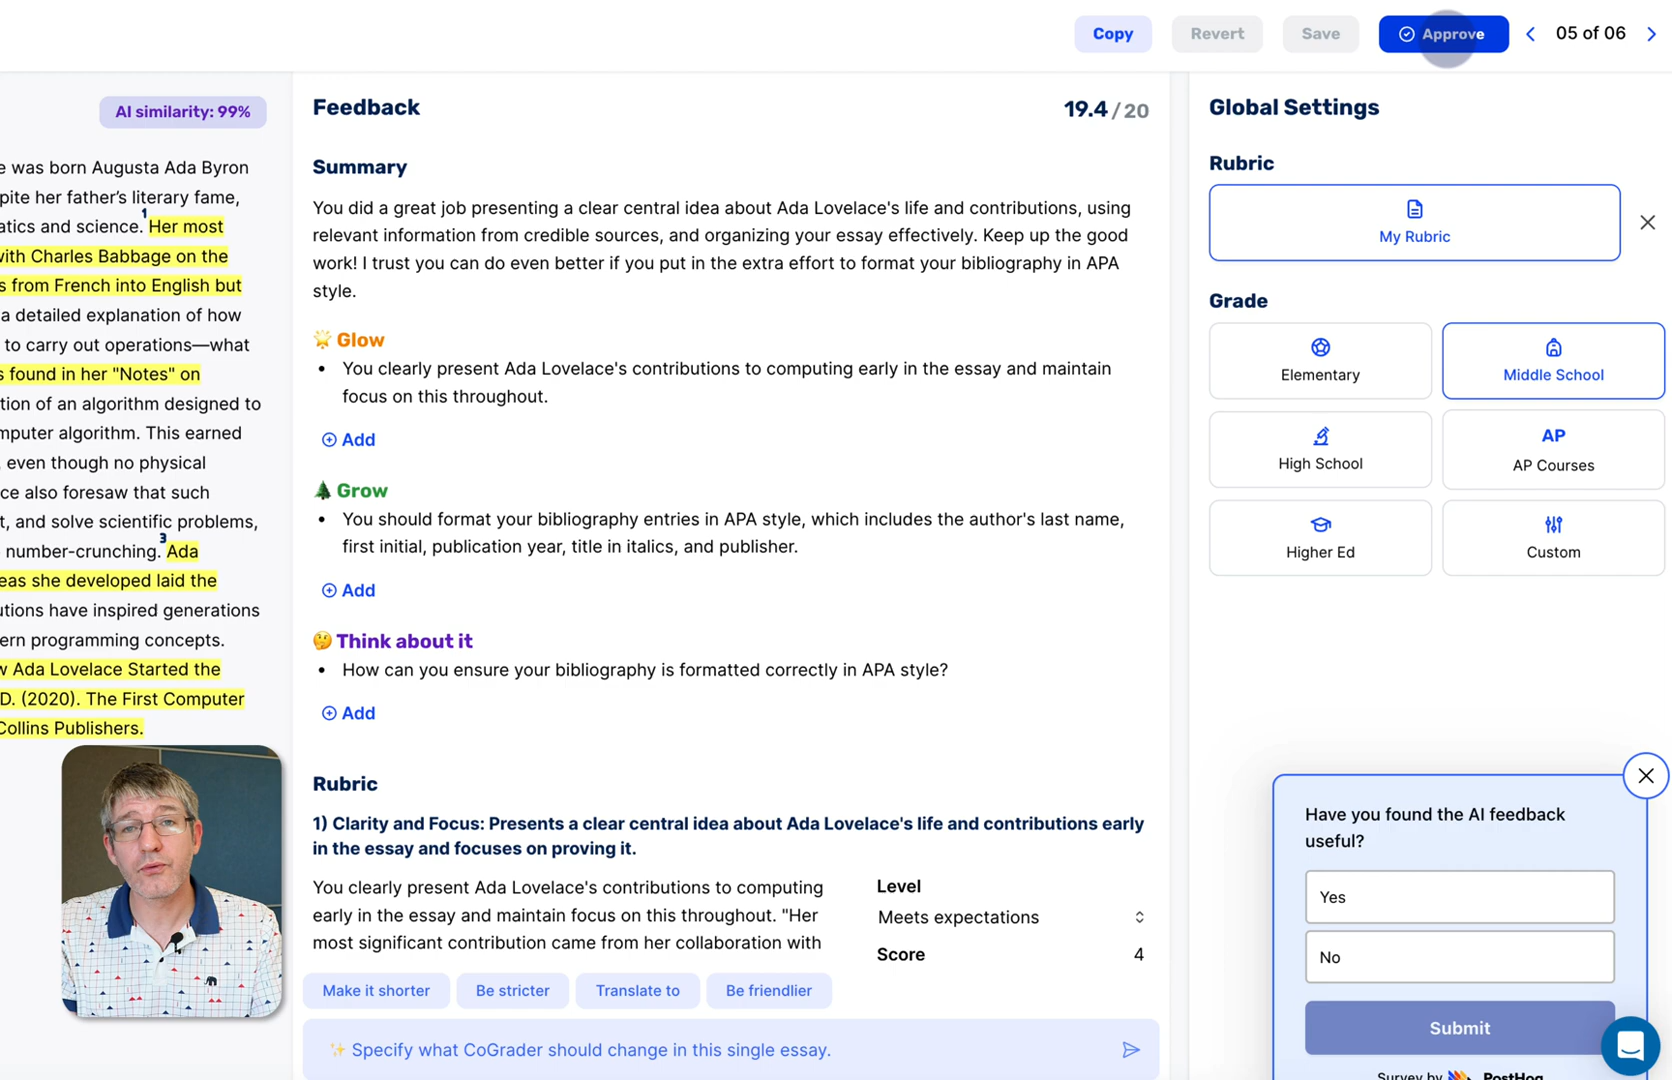 Copy
Revert
Save
Approve
05 of 06
AI similarity: 99%
e was born Augusta Ada Byron
pite her father's literary fame,
atics and science. 1 Her most
with Charles Babbage on the
s from French into English but
a detailed explanation of how
to carry out operations—what
s found in her "Notes" on
tion of an algorithm designed to
mputer algorithm. This earned
, even though no physical
ce also foresaw that such
t, and solve scientific problems,
number-crunching. 3 Ada
eas she developed laid the
utions have inspired generations
ern programming concepts.
w Ada Lovelace Started the
D. (2020). The First Computer
Collins Publishers.
Feedback
19.4 / 20
Summary
You did a great job presenting a clear central idea about Ada Lovelace's life and contributions, using
relevant information from credible sources, and organizing your essay effectively. Keep up the good
work! I trust you can do even better if you put in the extra effort to format your bibliography in APA
style.
Glow
• You clearly present Ada Lovelace's contributions to computing early in the essay and maintain
focus on this throughout.
Add
Grow
• You should format your bibliography entries in APA style, which includes the author's last name,
first initial, publication year, title in italics, and publisher.
Add
Think about it
• How can you ensure your bibliography is formatted correctly in APA style?
Add
Rubric
1) Clarity and Focus: Presents a clear central idea about Ada Lovelace's life and contributions early
in the essay and focuses on proving it.
You clearly present Ada Lovelace's contributions to computing
early in the essay and maintain focus on this throughout. "Her
most significant contribution came from her collaboration with
Level
Meets expectations
Score 4
Make it shorter
Be stricter
Translate to
Be friendlier
Specify what CoGrader should change in this single essay.
Global Settings
Rubric
My Rubric
Grade
Elementary
Middle School
High School
AP
AP Courses
Higher Ed
Custom
Have you found the AI feedback
useful?
Yes
No
Submit
Survey by PostHog